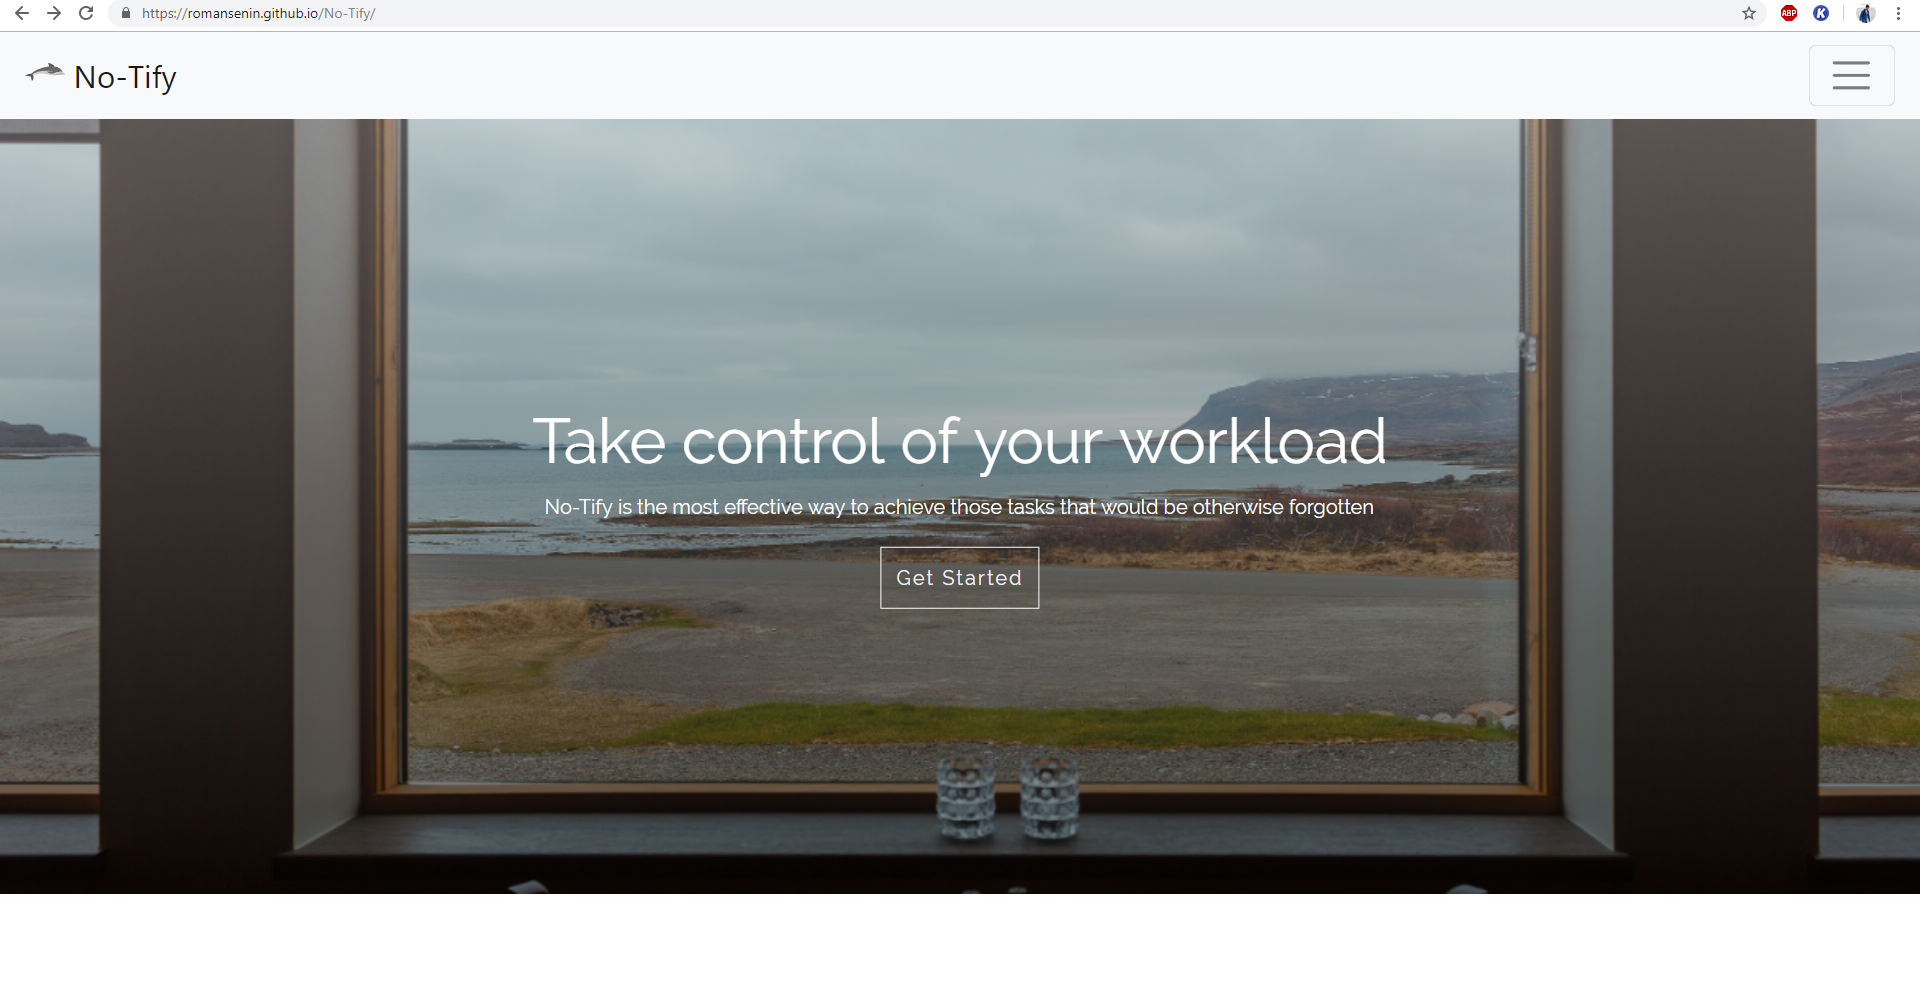 https://romansenin.github.io/No-Tify/
ABP
K
No-Tify
Take control of your workload
No-Tify is the most effective way to achieve those tasks that would be otherwise forgotten
Get Started